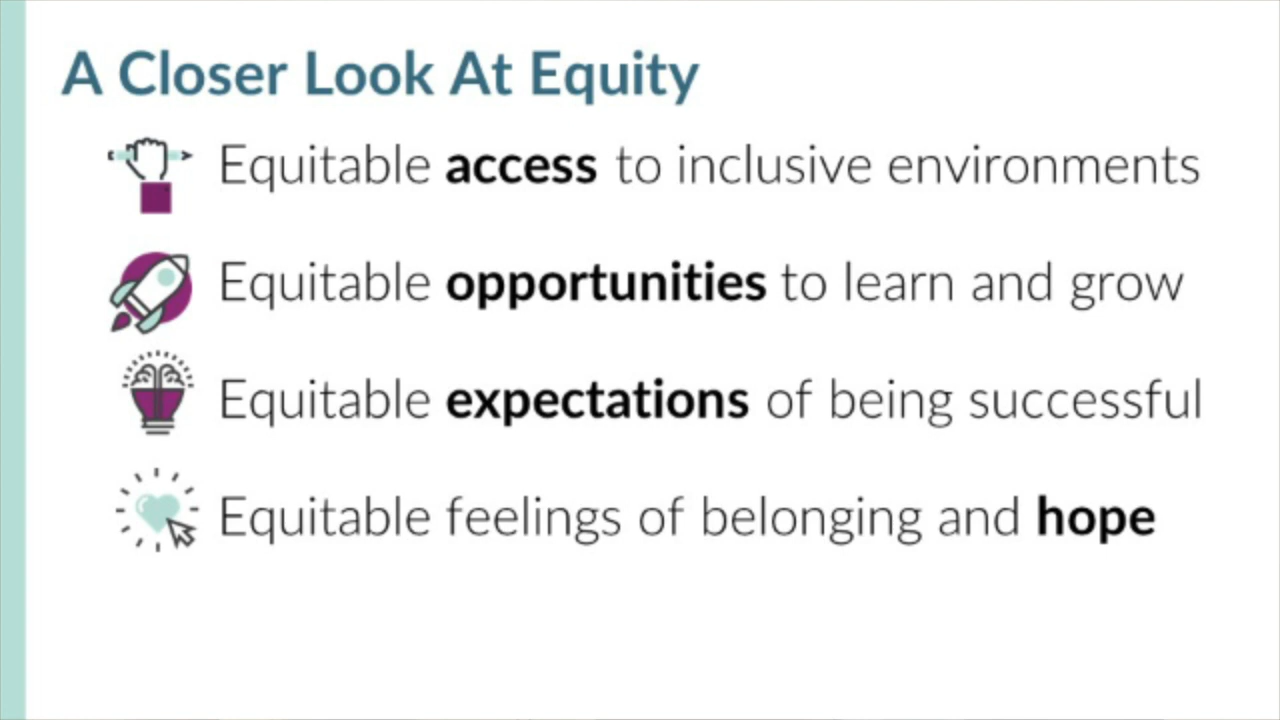 A Closer Look At Equity
Equitable access to inclusive environments
Equitable opportunities to learn and grow
Equitable expectations of being successful
Equitable feelings of belonging and hope